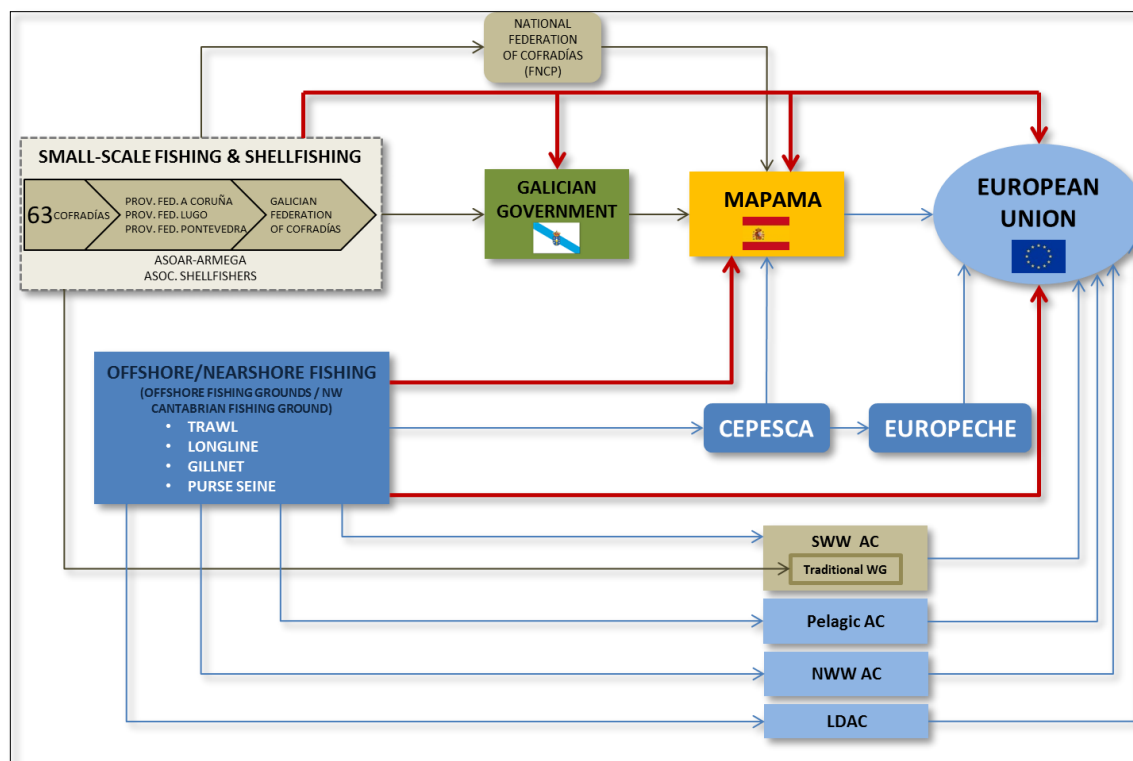 NATIONAL
FEDERATION
OF COFRADÍAS
(FNCP)
SMALL-SCALE FISHING & SHELLFISHING
63 COFRADÍAS
PROV. FED. A CORUÑA
PROV. FED. LUGO
PROV. FED. PONTEVEDRA
GALICIAN
FEDERATION
OF COFRADÍAS
ASOAR-ARMEGA
ASOC. SHELLFISHERS
GALICIAN
GOVERNMENT
MAPAMA
EUROPEAN
UNION
OFFSHORE/NEARSHORE FISHING
(OFFSHORE FISHING GROUNDS / NW
CANTABRIAN FISHING GROUND)
• TRAWL
• LONGLINE
• GILLNET
• PURSE SEINE
CEPESCA
EUROPECHE
SWW AC
Traditional WG
Pelagic AC
NWW AC
LDAC